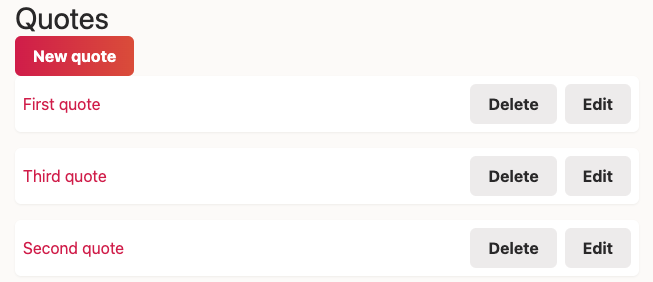 Quotes
New quote
First quote Delete Edit
Third quote Delete Edit
Second quote Delete Edit